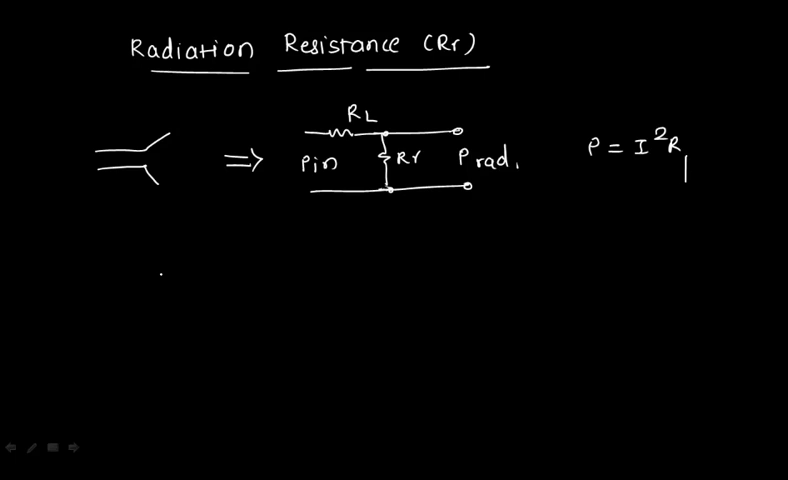 Radiation Resistance (Rr)
RL
Pin
Rr
Prad.
P = I²R